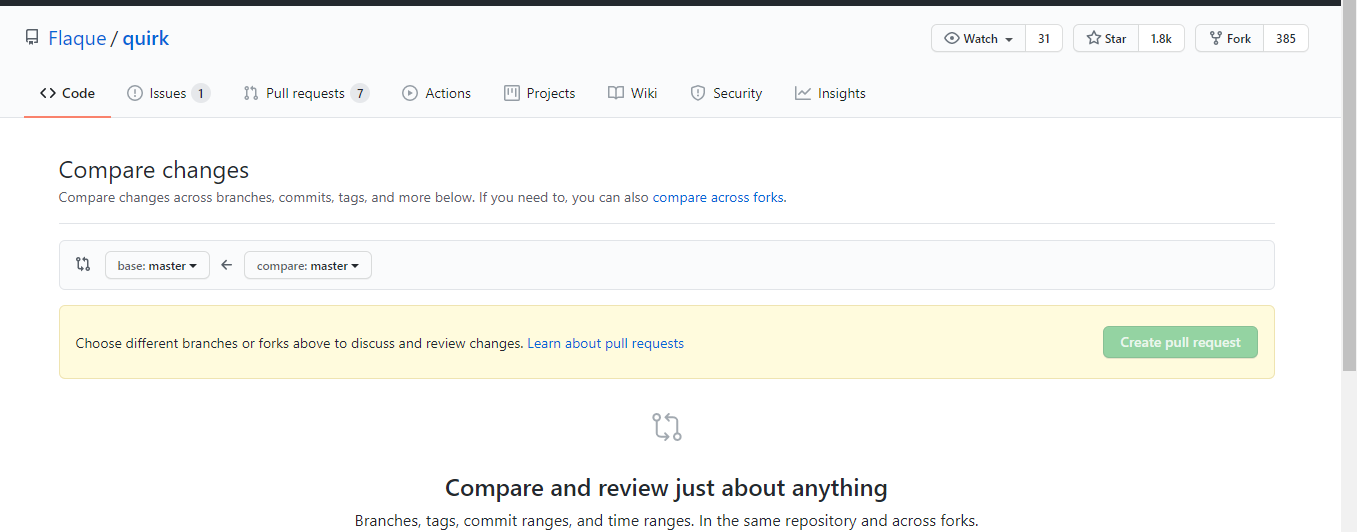 Flaque / quirk
Watch 31 Star 1.8k Fork 385
Code Issues 1 Pull requests 7 Actions Projects Wiki Security Insights
Compare changes
Compare changes across branches, commits, tags, and more below. If you need to, you can also compare across forks.
base: master compare: master
Choose different branches or forks above to discuss and review changes. Learn about pull requests Create pull request
Compare and review just about anything
Branches, tags, commit ranges, and time ranges. In the same repository and across forks.